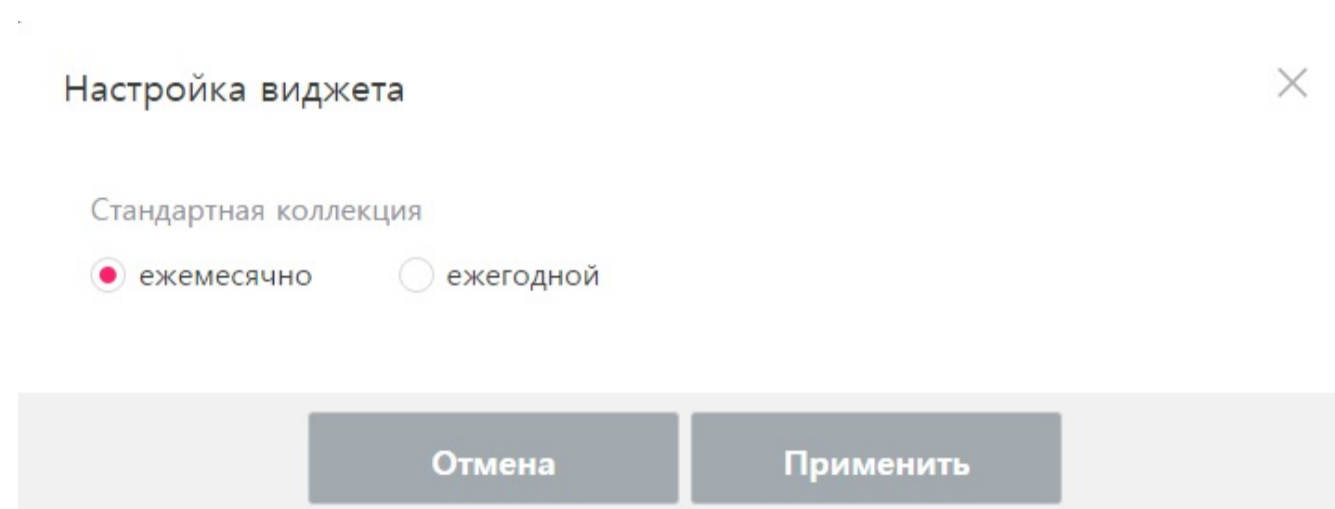 Настройка виджета
Стандартная коллекция
ежемесячно ежегодной
Отмена Применить